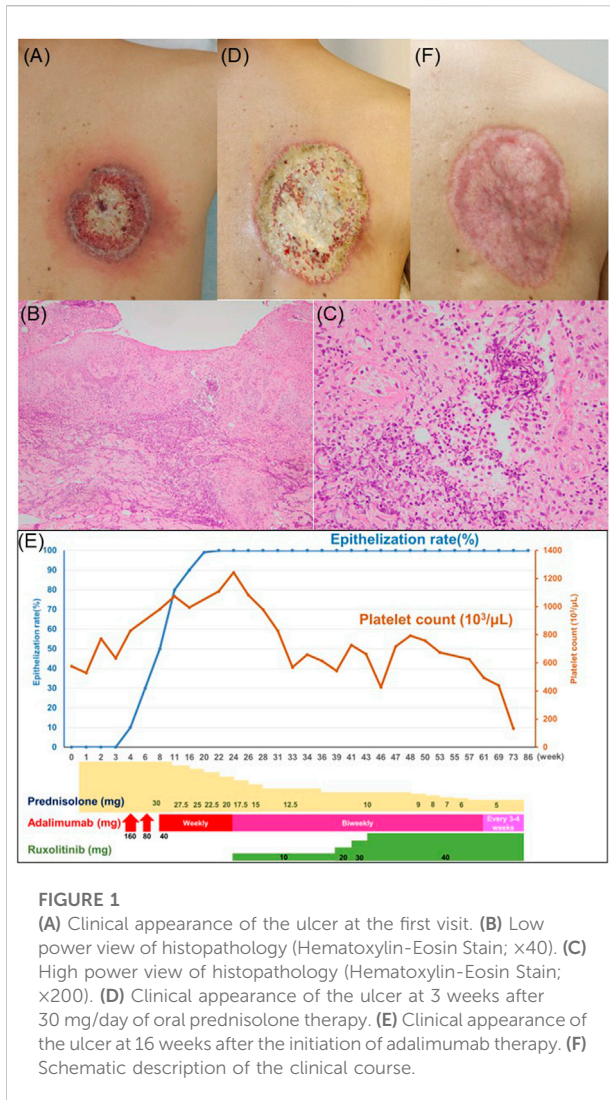 (A)
(D)
(F)
(B)
(C)
(E)
Epithelization rate(%)
Platelet count (10³/μL)
Epithelization rate(%)
100
90
80
70
60
50
40
30
20
10
0
1400
1200
1000
800
600
400
200
0
Platelet count (10³/μL)
0 1 2 3 4 6 8 11 16 20 22 24 26 28 31 33 34 36 39 41 43 46 47 48 50 52 53 55 57 61 69 73 86 (week)
Prednisolone (mg)
30 27.5 25 22.5 20 17.5 15 12.5 10 9 8 7 6 5
Adalimumab (mg)
160 80 40
Weekly
Biweekly
Every 3-4 weeks
Ruxolitinib (mg)
10 20 30 40
FIGURE 1
(A) Clinical appearance of the ulcer at the first visit. (B) Low
power view of histopathology (Hematoxylin-Eosin Stain; ×40). (C)
High power view of histopathology (Hematoxylin-Eosin Stain;
×200). (D) Clinical appearance of the ulcer at 3 weeks after
30 mg/day of oral prednisolone therapy. (E) Clinical appearance of
the ulcer at 16 weeks after the initiation of adalimumab therapy. (F)
Schematic description of the clinical course.